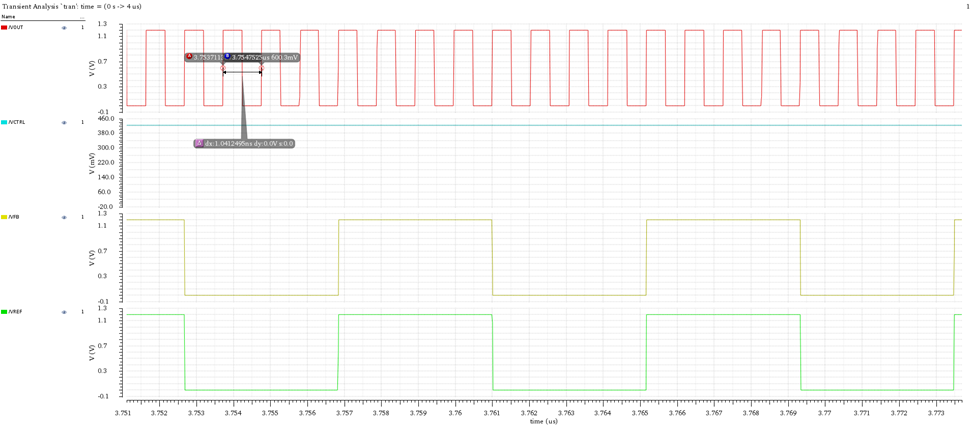 Transient Analysis `tran': time = (0 s -> 4 us)
1
Name
...
/VOUT
1
1.3
1.1
0.7
0.3
-0.1
V (V)
3.7547525us 600.3mV
dx:1.0412495ns dy:0.0V s:0.0
/VCTRL
1
460.0
380.0
300.0
220.0
140.0
60.0
-20.0
V (mV)
/VFB
1
1.3
1.1
0.7
0.3
-0.1
V (V)
/VREF
1
1.3
1.1
0.7
0.3
-0.1
V (V)
3.751 3.752 3.753 3.754 3.755 3.756 3.757 3.758 3.759 3.76 3.761 3.762 3.763 3.764 3.765 3.766 3.767 3.768 3.769 3.77 3.771 3.772 3.773
time (us)